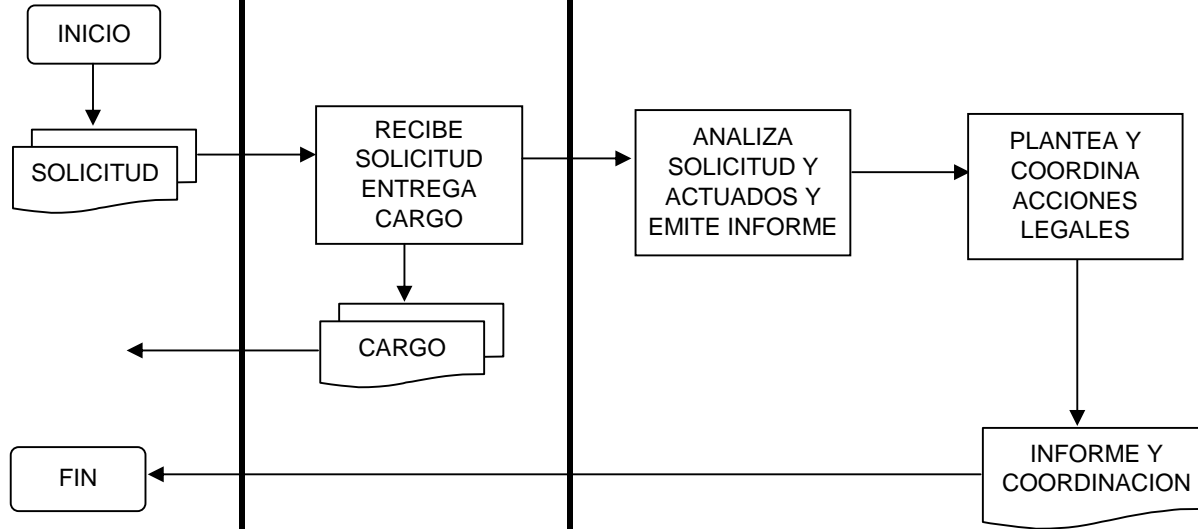 INICIO
SOLICITUD
RECIBE
SOLICITUD
ENTREGA
CARGO
ANALIZA
SOLICITUD Y
ACTUADOS Y
EMITE INFORME
PLANTEA Y
COORDINA
ACCIONES
LEGALES
CARGO
FIN
INFORME Y
COORDINACION